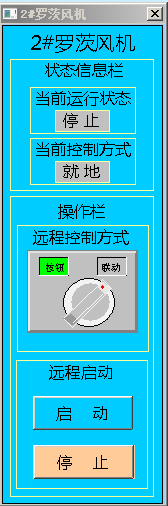 2#罗茨风机
2#罗茨风机
状态信息栏
当前运行状态
停 止
当前控制方式
就 地
操作栏
远程控制方式
按钮 联动
远程启动
启 动
停 止